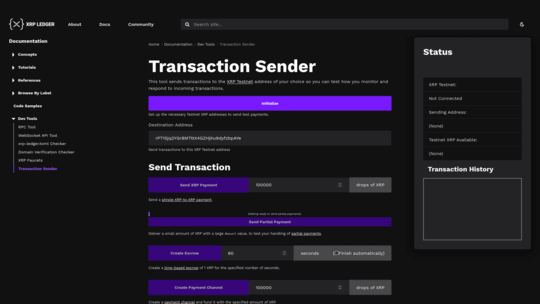 XRP LEDGER
About
Docs
Community
Search site...
Documentation
Concepts
Tutorials
References
Browse By Label
Code Samples
Dev Tools
RPC Tool
WebSocket API Tool
xrp-ledger.toml Checker
Domain Verification Checker
XRP Faucets
Transaction Sender
Home
Documentation
Dev Tools
Transaction Sender
Transaction Sender
This tool sends transactions to the XRP Testnet address of your choice so you can test how you monitor and
respond to incoming transactions.
Initialize
Set up the necessary Testnet XRP addresses to send test payments.
Destination Address
Send transactions to this XRP Testnet address
Send Transaction
Send XRP Payment
100000
drops of XRP
Send a simple XRP-to-XRP payment.
(Getting ready to send partial payments)
Send Partial Payment
Deliver a small amount of XRP with a large Amount value, to test your handling of partial payments.
Create Escrow
60
seconds
(Finish automatically)
Create a time-based escrow of 1 XRP for the specified number of seconds.
Create Payment Channel
100000
drops of XRP
Create a payment channel and fund it with the specified amount of XRP.
Status
XRP Testnet:
Not Connected
Sending Address:
(None)
Testnet XRP Available:
(None)
Transaction History